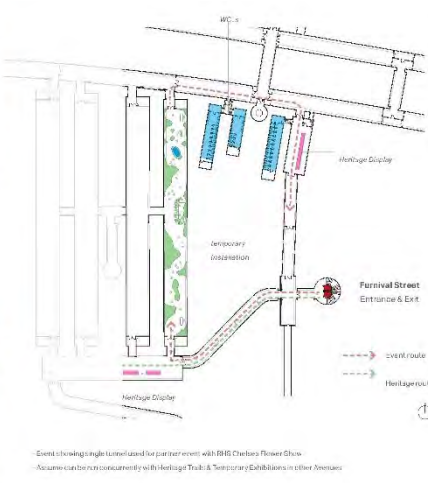 WC's
Heritage Display
Temporary
Installation
Furnival Street
Entrance & Exit
Event route
Heritage rout
Heritage Display
Event showing single tunnel used for partner event with RHS Chelsea Flower Show
Assume can be run concurrently with Heritage Trails & Temporary Exhibitions in other Avenues